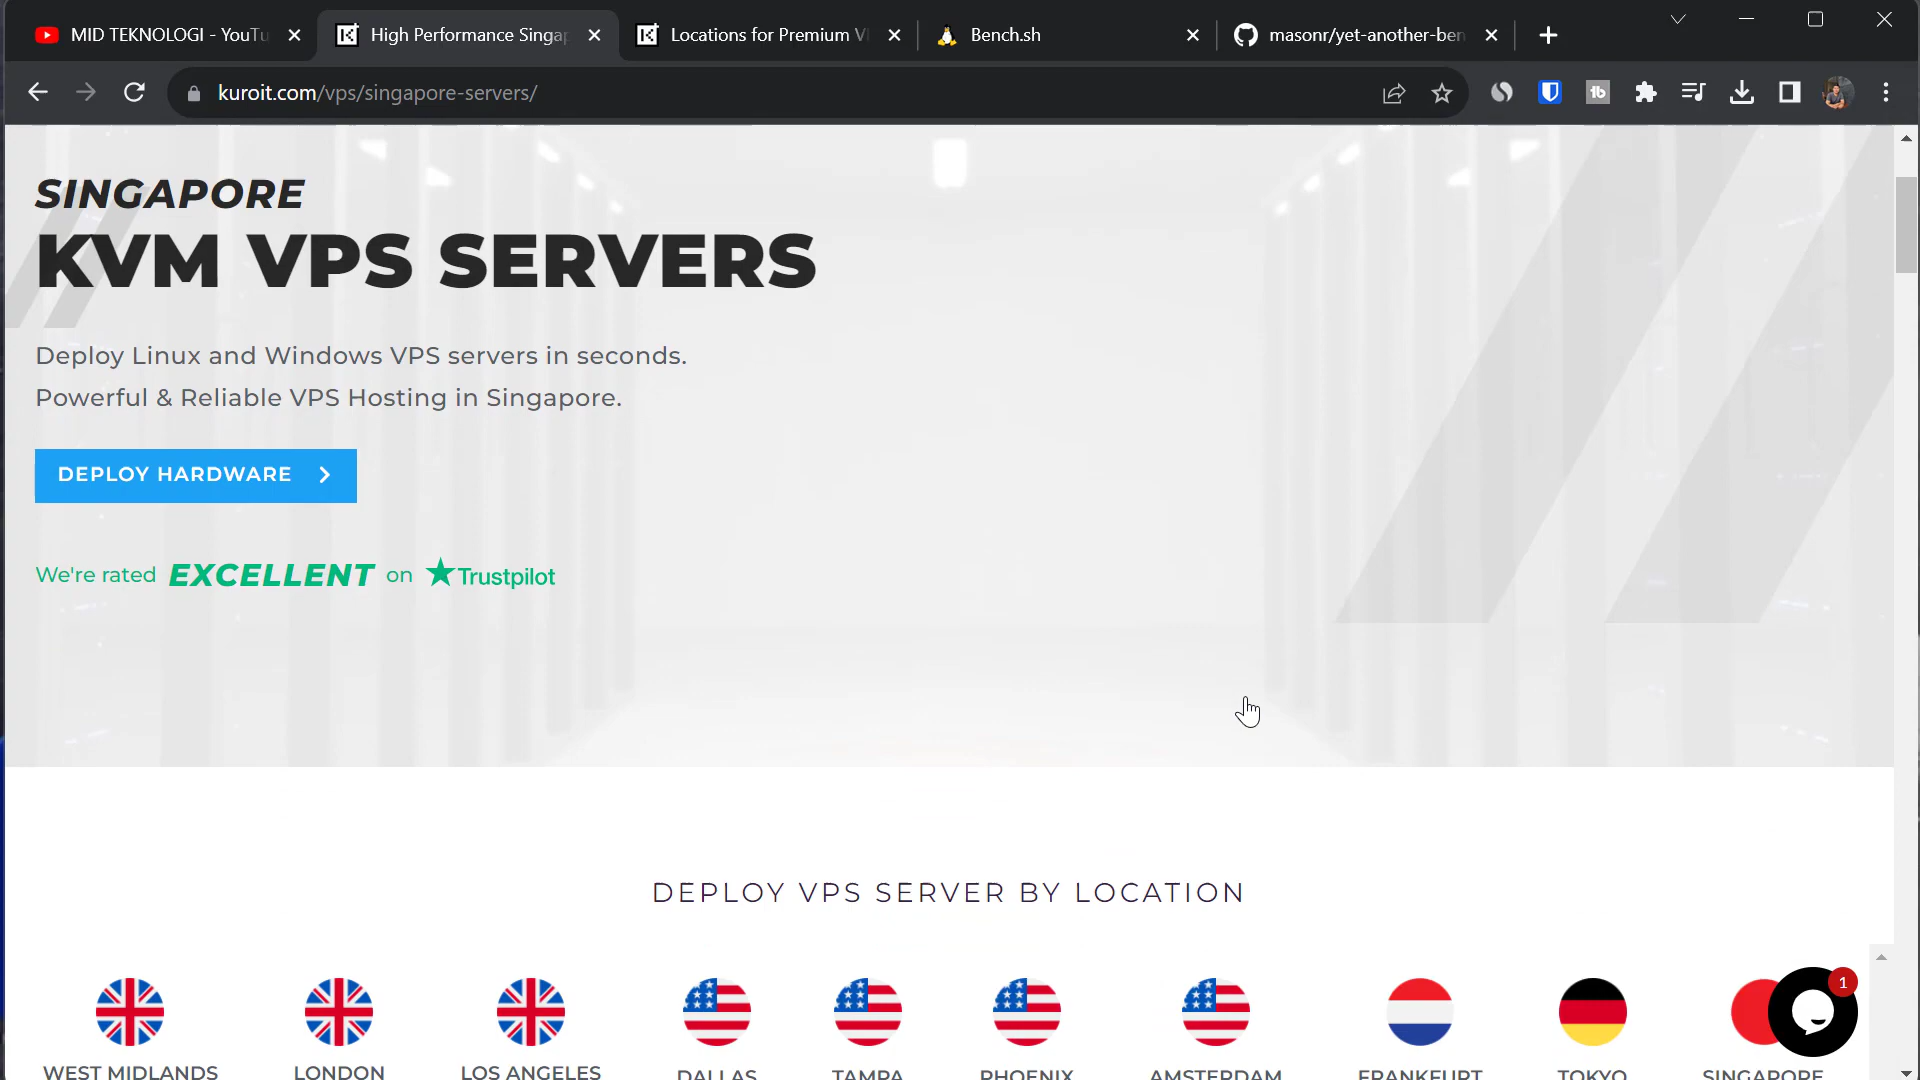 MID TEKNOLOGI - YouTu
High Performance Singap
Locations for Premium V
Bench.sh
masonr/yet-another-ben
kuroit.com/vps/singapore-servers/
SINGAPORE
KVM VPS SERVERS
Deploy Linux and Windows VPS servers in seconds.
Powerful & Reliable VPS Hosting in Singapore.
DEPLOY HARDWARE
We're rated EXCELLENT on Trustpilot
DEPLOY VPS SERVER BY LOCATION
1
WEST MIDLANDS
LONDON
LOS ANGELES
DALLAS
TAMPA
PHOENIX
AMSTERDAM
FRANKFURT
TOKYO
SINGAPORE